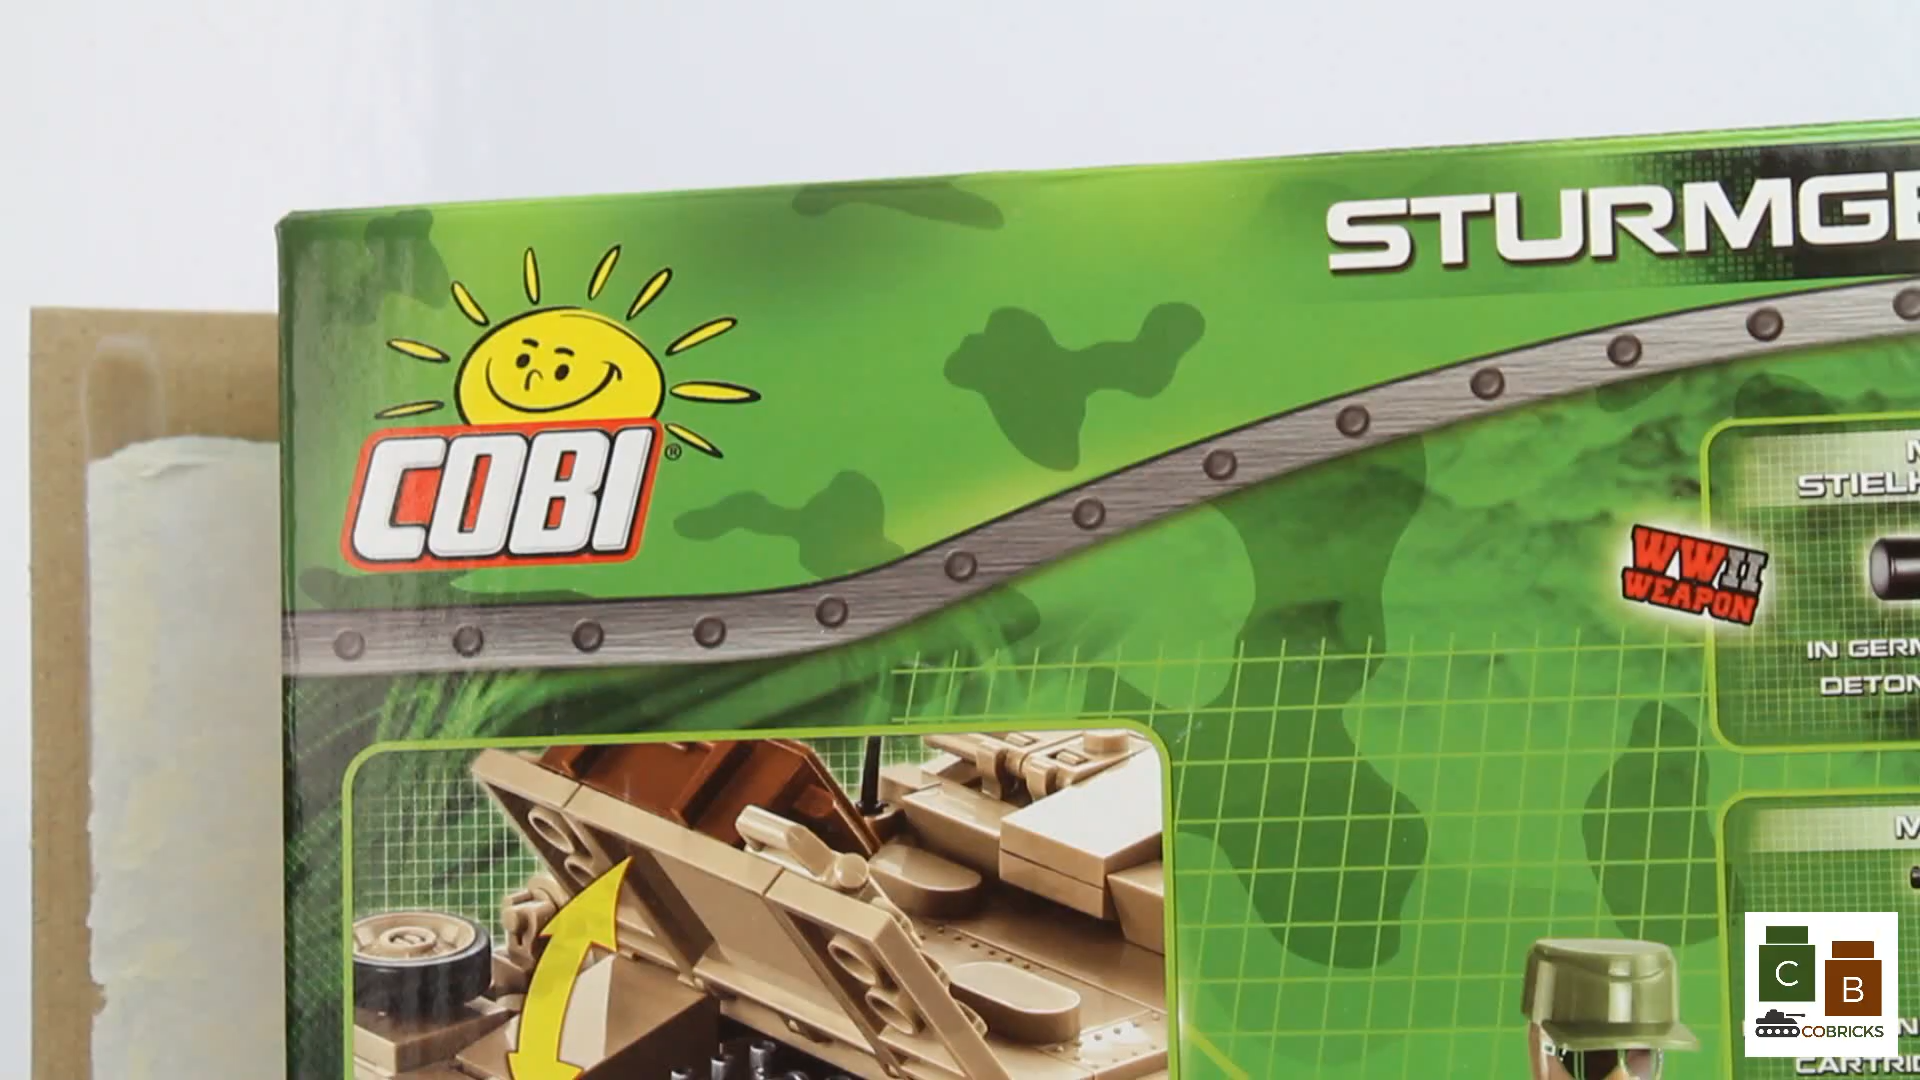 STURMGE
COBI®
STIELH
WWII
WEAPON
IN GERM
DETON
M
CARTRI
C B
COBRICKS